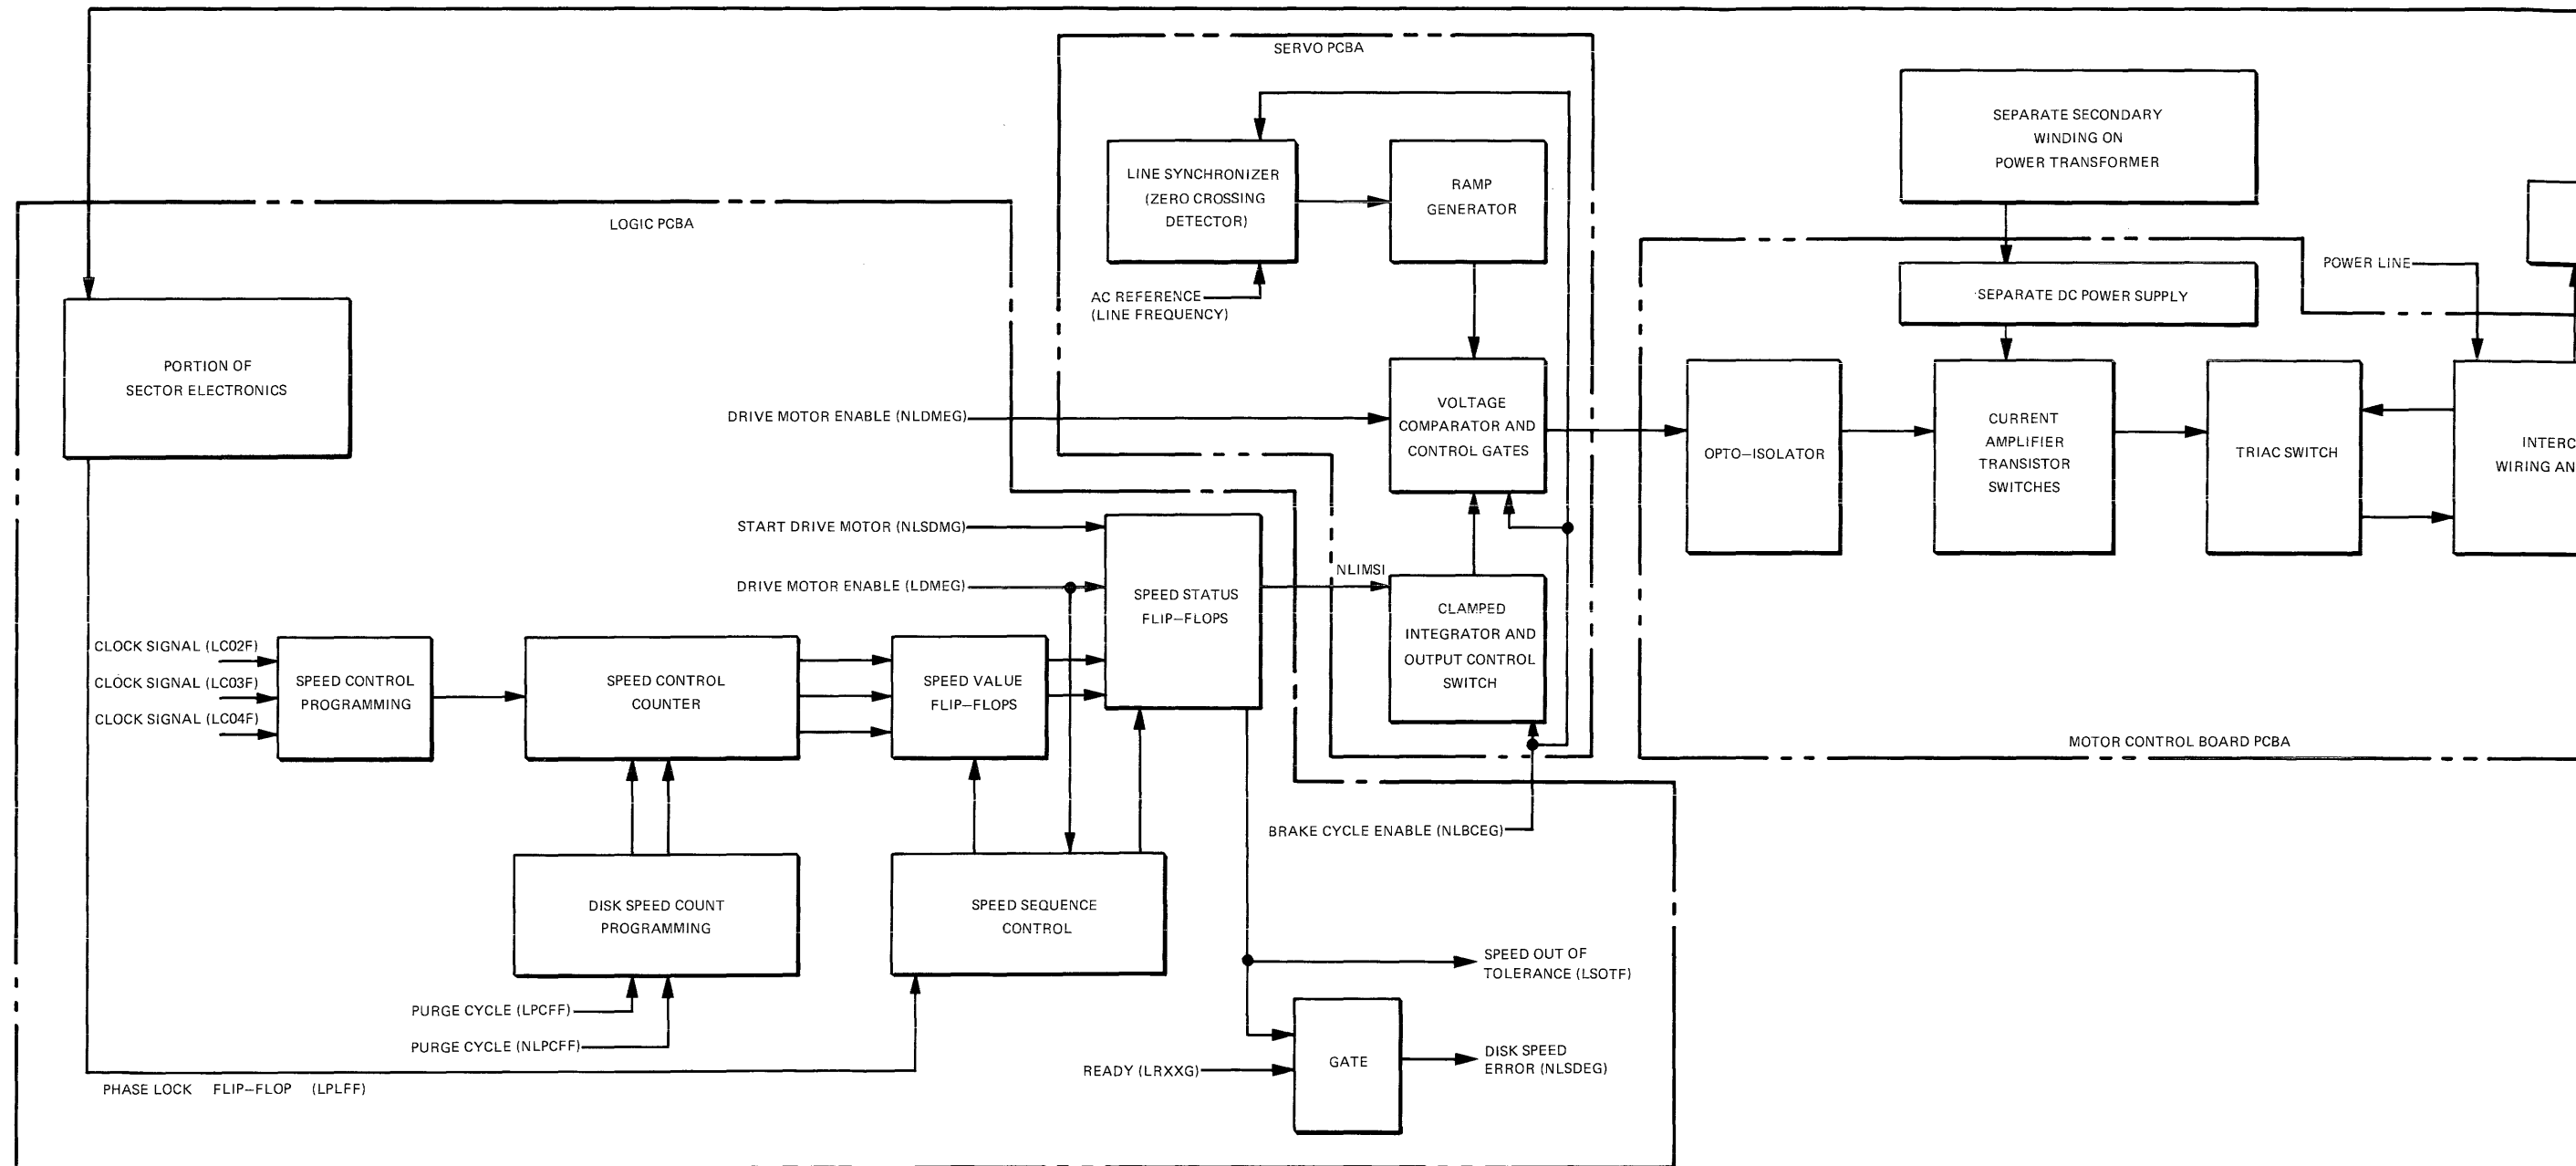 SERVO PCBA
SEPARATE SECONDARY
WINDING ON
POWER TRANSFORMER
LINE SYNCHRONIZER
(ZERO CROSSING
DETECTOR)
RAMP
GENERATOR
LOGIC PCBA
AC REFERENCE
(LINE FREQUENCY)
POWER LINE
SEPARATE DC POWER SUPPLY
PORTION OF
SECTOR ELECTRONICS
DRIVE MOTOR ENABLE (NLDMEG)
VOLTAGE
COMPARATOR AND
CONTROL GATES
OPTO-ISOLATOR
CURRENT
AMPLIFIER
TRANSISTOR
SWITCHES
TRIAC SWITCH
INTERC
WIRING AN
START DRIVE MOTOR (NLSDMG)
DRIVE MOTOR ENABLE (LDMEG)
SPEED STATUS
FLIP-FLOPS
NLIMSI
CLAMPED
INTEGRATOR AND
OUTPUT CONTROL
SWITCH
CLOCK SIGNAL (LC02F)
CLOCK SIGNAL (LC03F)
CLOCK SIGNAL (LC04F)
SPEED CONTROL
PROGRAMMING
SPEED CONTROL
COUNTER
SPEED VALUE
FLIP-FLOPS
MOTOR CONTROL BOARD PCBA
BRAKE CYCLE ENABLE (NLBCEG)
DISK SPEED COUNT
PROGRAMMING
SPEED SEQUENCE
CONTROL
SPEED OUT OF
TOLERANCE (LSOTF)
PURGE CYCLE (LPCFF)
PURGE CYCLE (NLPCFF)
GATE
DISK SPEED
ERROR (NLSDEG)
READY (LRXXG)
PHASE LOCK FLIP-FLOP (LPLFF)